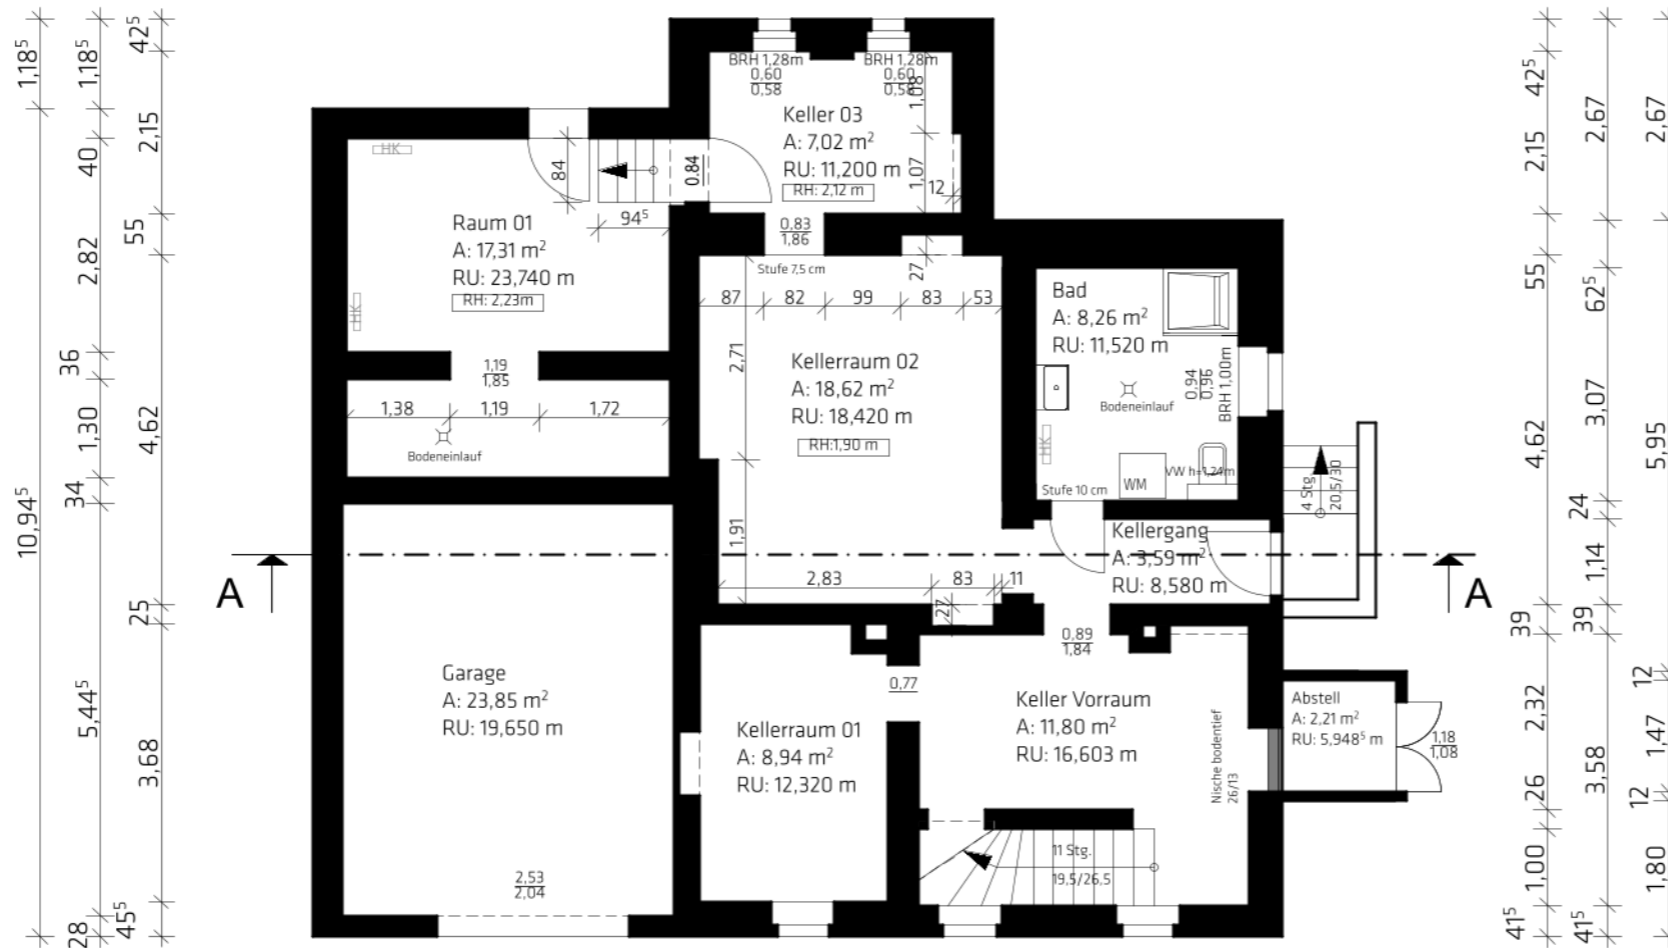 1,18⁵
10,94⁵
1,18⁵
40
2,82
36
1,30
34
5,44⁵
28
42⁵
2,15
55
4,62
25
3,68
45⁵
BRH 1,28m
0,60
0,58
BRH 1,28m
0,60
0,58
1,08
Keller 03
A: 7,02 m²
RU: 11,200 m
RH: 2,12 m
1,07
12
0,83
1,86
HK
84
0.84
94⁵
Raum 01
A: 17,31 m²
RU: 23,740 m
RH: 2,23m
HK
1,19
1,85
1,38
1,19
1,72
Bodeneinlauf
Stufe 7,5 cm
27
87
82
99
83
53
2,71
Kellerraum 02
A: 18,62 m²
RU: 18,420 m
RH:1,90 m
1,91
2,83
83
11
27
Bad
A: 8,26 m²
RU: 11,520 m
0,94
0,96
BRH 1,00m
Bodeneinlauf
HK
WM
VW h=1,24m
Stufe 10 cm
Kellergang
A: 3,59 m²
RU: 8,580 m
4 Stg.
20,5/30
A
A
0,89
1,84
Garage
A: 23,85 m²
RU: 19,650 m
2,53
2,04
0,77
Kellerraum 01
A: 8,94 m²
RU: 12,320 m
Keller Vorraum
A: 11,80 m²
RU: 16,603 m
Nische bodentief
26/13
11 Stg.
19,5/26,5
Abstell
A: 2,21 m²
RU: 5,948⁵ m
1,18
1,08
42⁵
2,15
55
4,62
39
2,32
26
1,00
41⁵
2,67
62⁵
3,07
24
1,14
39
3,58
41⁵
2,67
5,95
12
1,47
12
1,80